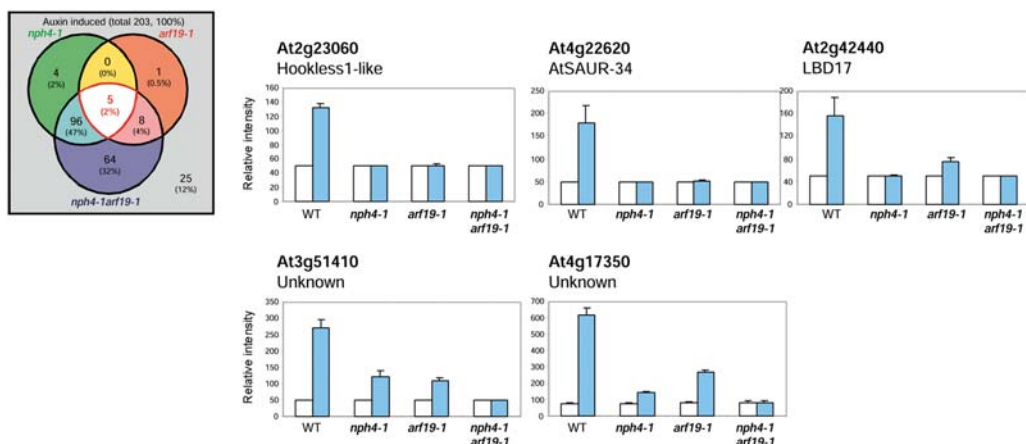 Auxin induced (total 203, 100%)
nph4-1
arf19-1
0
(0%)
4
(2%)
1
(0.5%)
5
(2%)
96
(47%)
8
(4%)
64
(32%)
25
(12%)
nph4-1arf19-1
At2g23060
Hookless1-like
Relative intensity
160
140
120
100
80
60
40
20
0
WT
nph4-1
arf19-1
nph4-1
arf19-1
At4g22620
AtSAUR-34
250
200
150
100
50
0
WT
nph4-1
arf19-1
nph4-1
arf19-1
At2g42440
LBD17
200
160
120
80
40
0
WT
nph4-1
arf19-1
nph4-1
arf19-1
At3g51410
Unknown
Relative intensity
350
300
250
200
150
100
50
0
WT
nph4-1
arf19-1
nph4-1
arf19-1
At4g17350
Unknown
700
600
500
400
300
200
100
0
WT
nph4-1
arf19-1
nph4-1
arf19-1